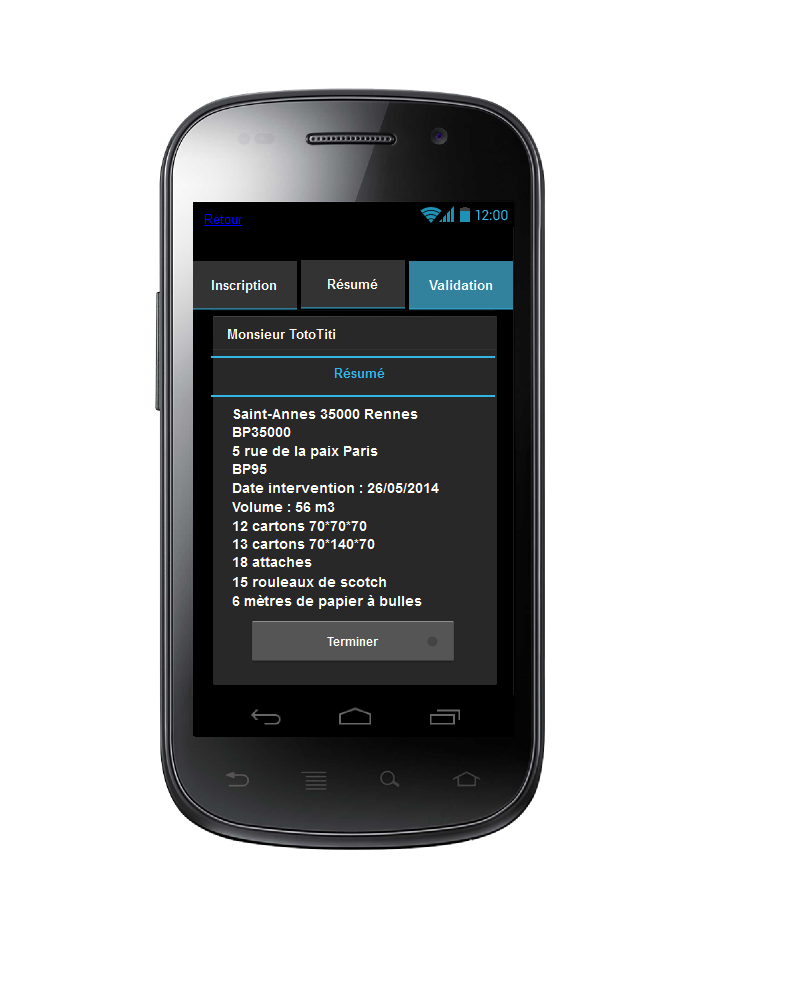 Retour
12:00
Inscription
Résumé
Validation
Monsieur TotoTiti
Résumé
Saint-Annes 35000 Rennes
BP35000
5 rue de la paix Paris
BP95
Date intervention : 26/05/2014
Volume : 56 m3
12 cartons 70*70*70
13 cartons 70*140*70
18 attaches
15 rouleaux de scotch
6 mètres de papier à bulles
Terminer